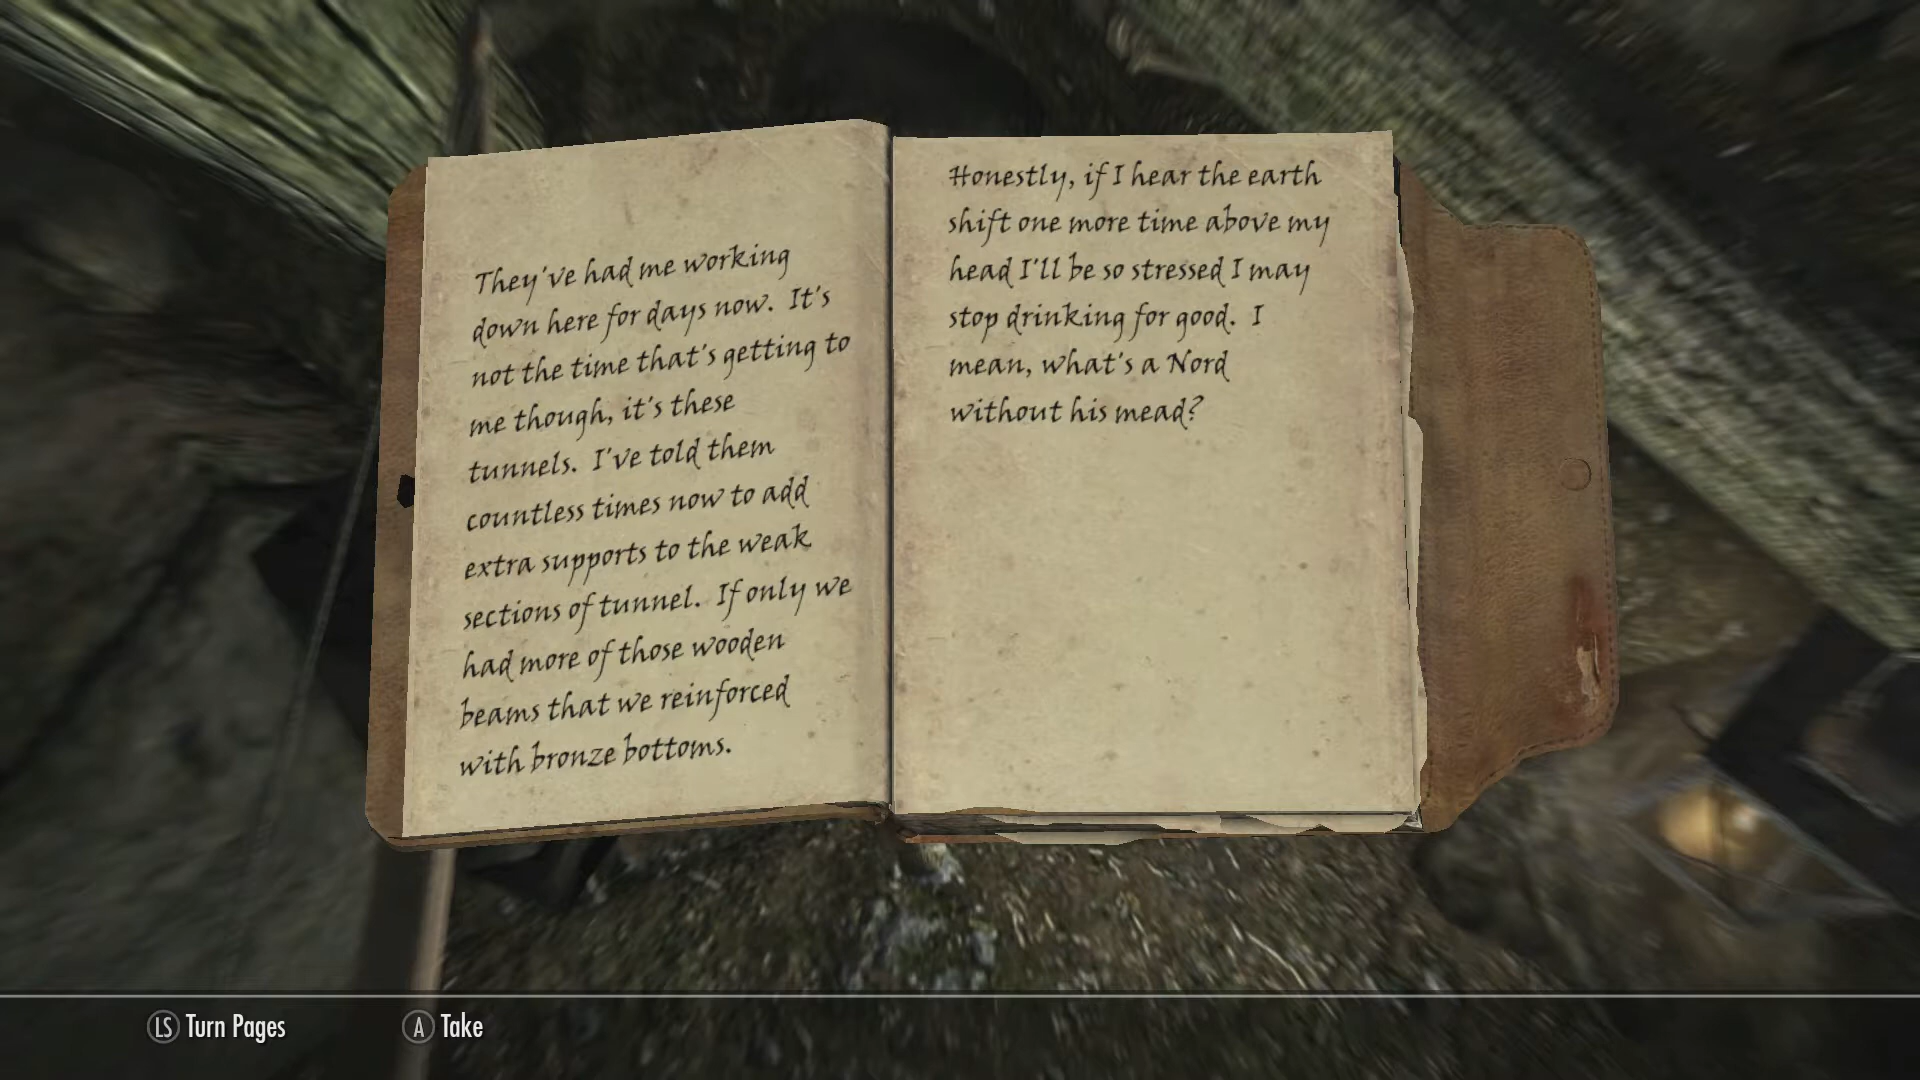 They've had me working
down here for days now.  It's
not the time that's getting to
me though, it's these
tunnels.  I've told them
countless times now to add
extra supports to the weak
sections of tunnel.  If only we
had more of those wooden
beams that we reinforced
with bronze bottoms.
Honestly, if I hear the earth
shift one more time above my
head I'll be so stressed I may
stop drinking for good.  I
mean, what's a Nord
without his mead?
LS Turn Pages
A Take